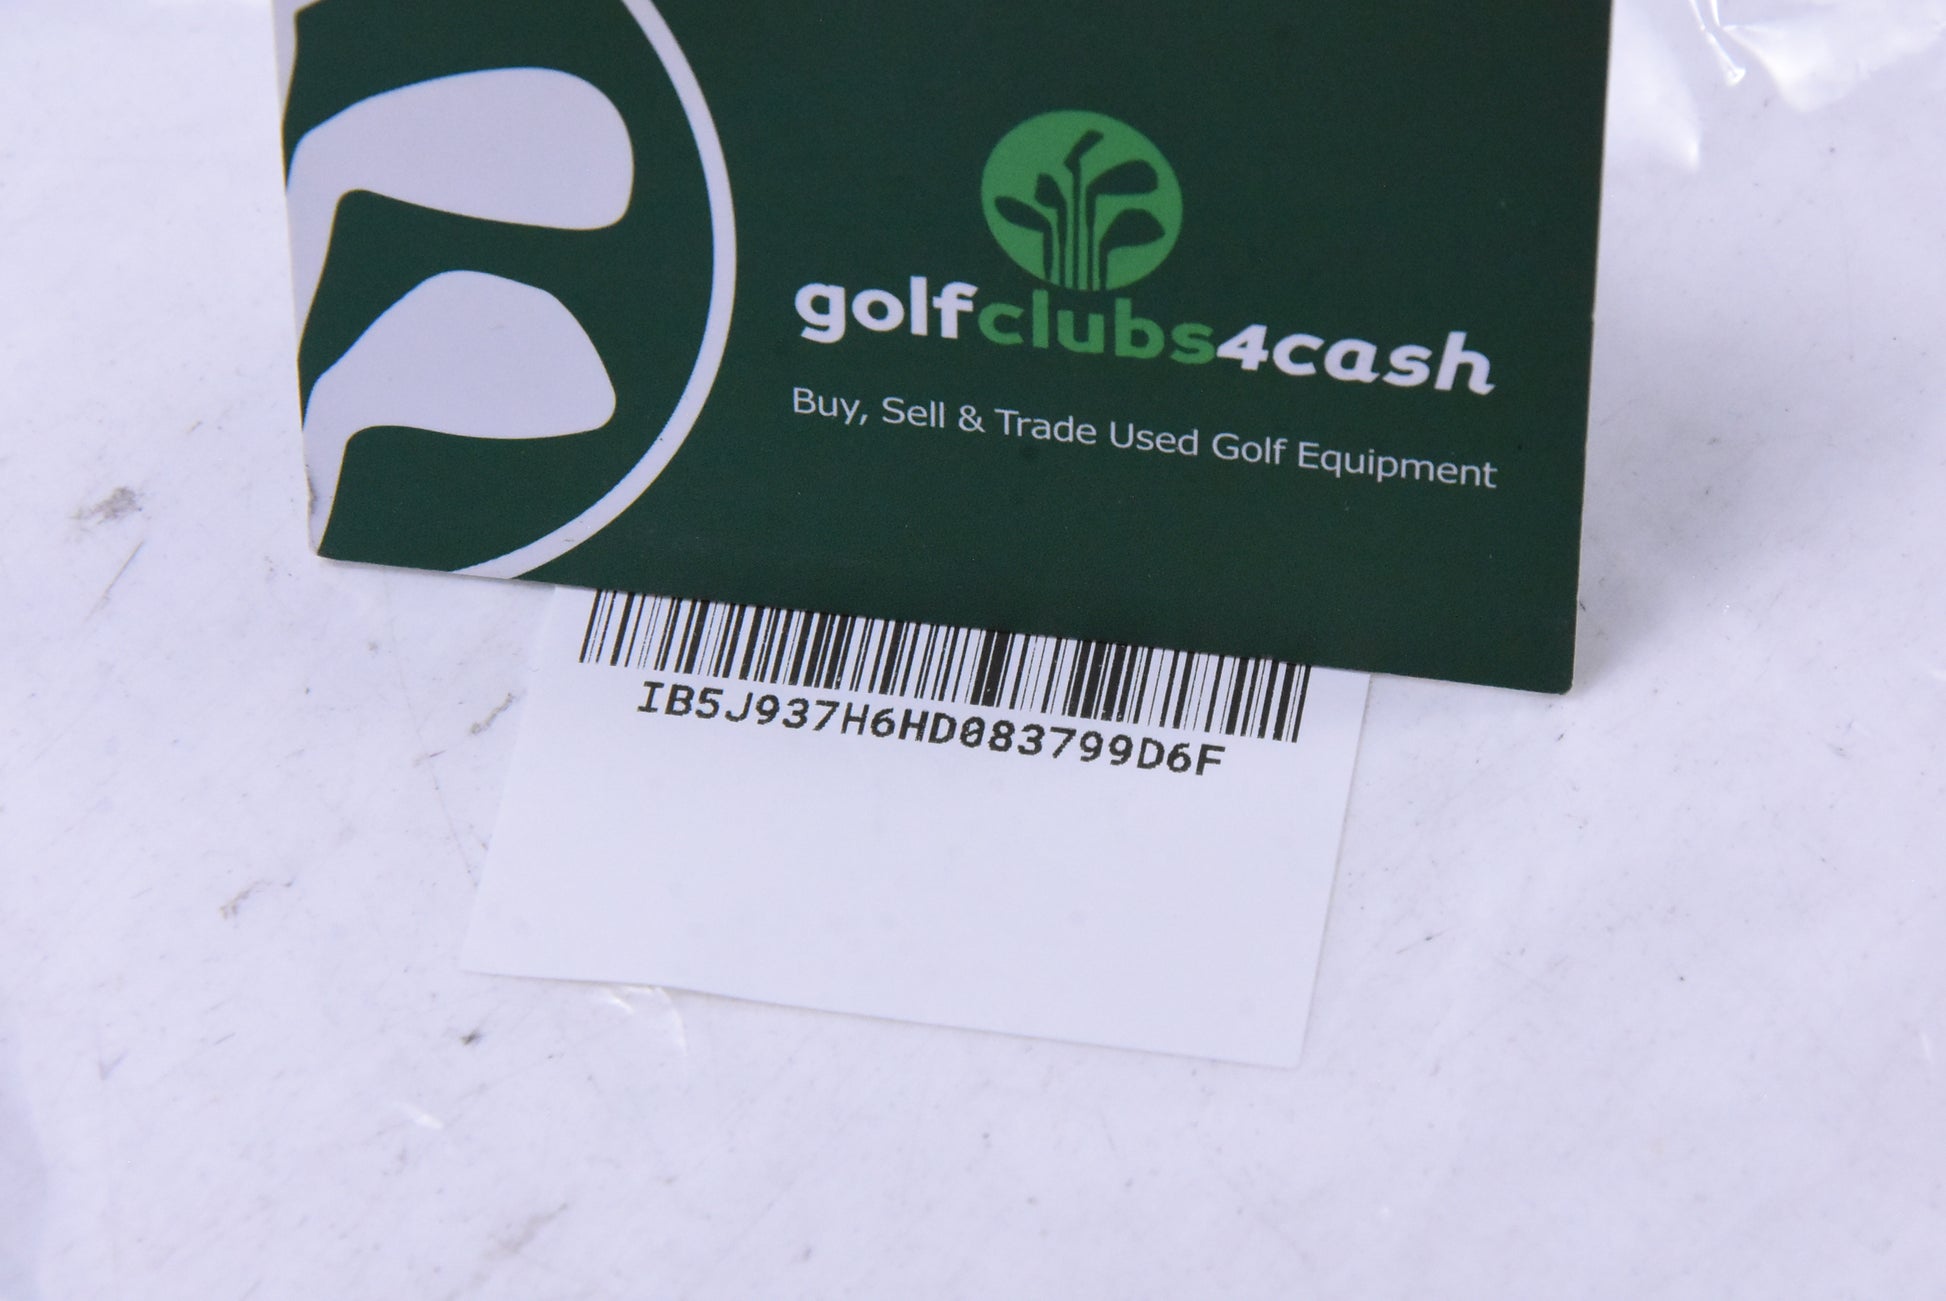 golfclubs4cash
Buy, Sell & Trade Used Golf Equipment
IB5J937H6HD083799D6F